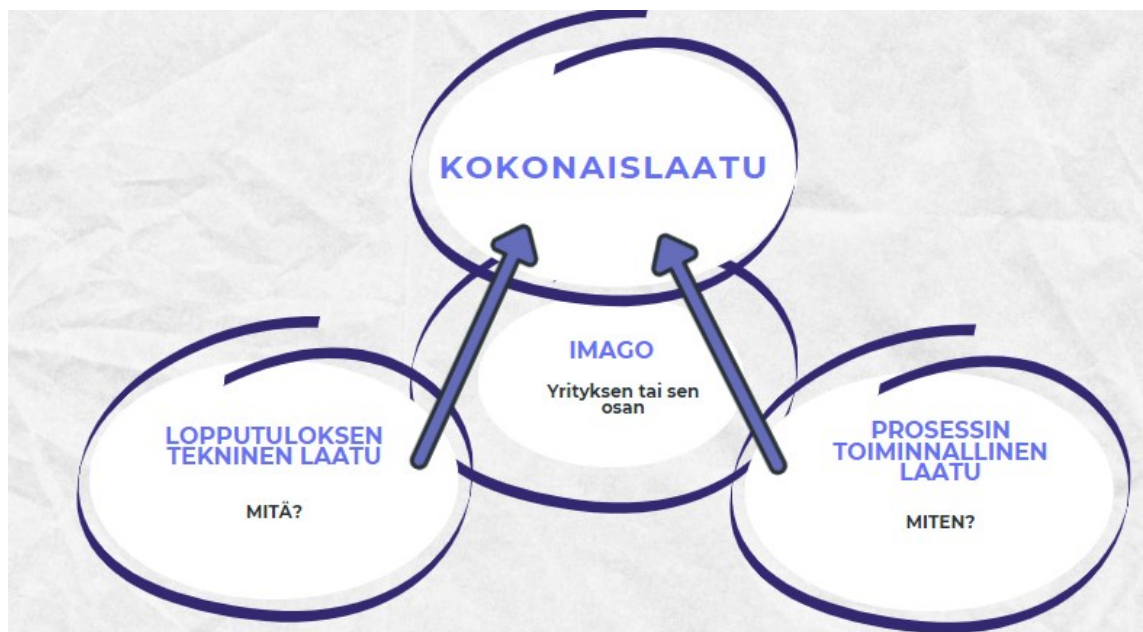 KOKONAISLAATU
IMAGO
Yrityksen tai sen
osan
LOPPUTULOKSEN
TEKNINEN LAATU
MITÄ?
PROSESSIN
TOIMINNALLINEN
LAATU
MITEN?